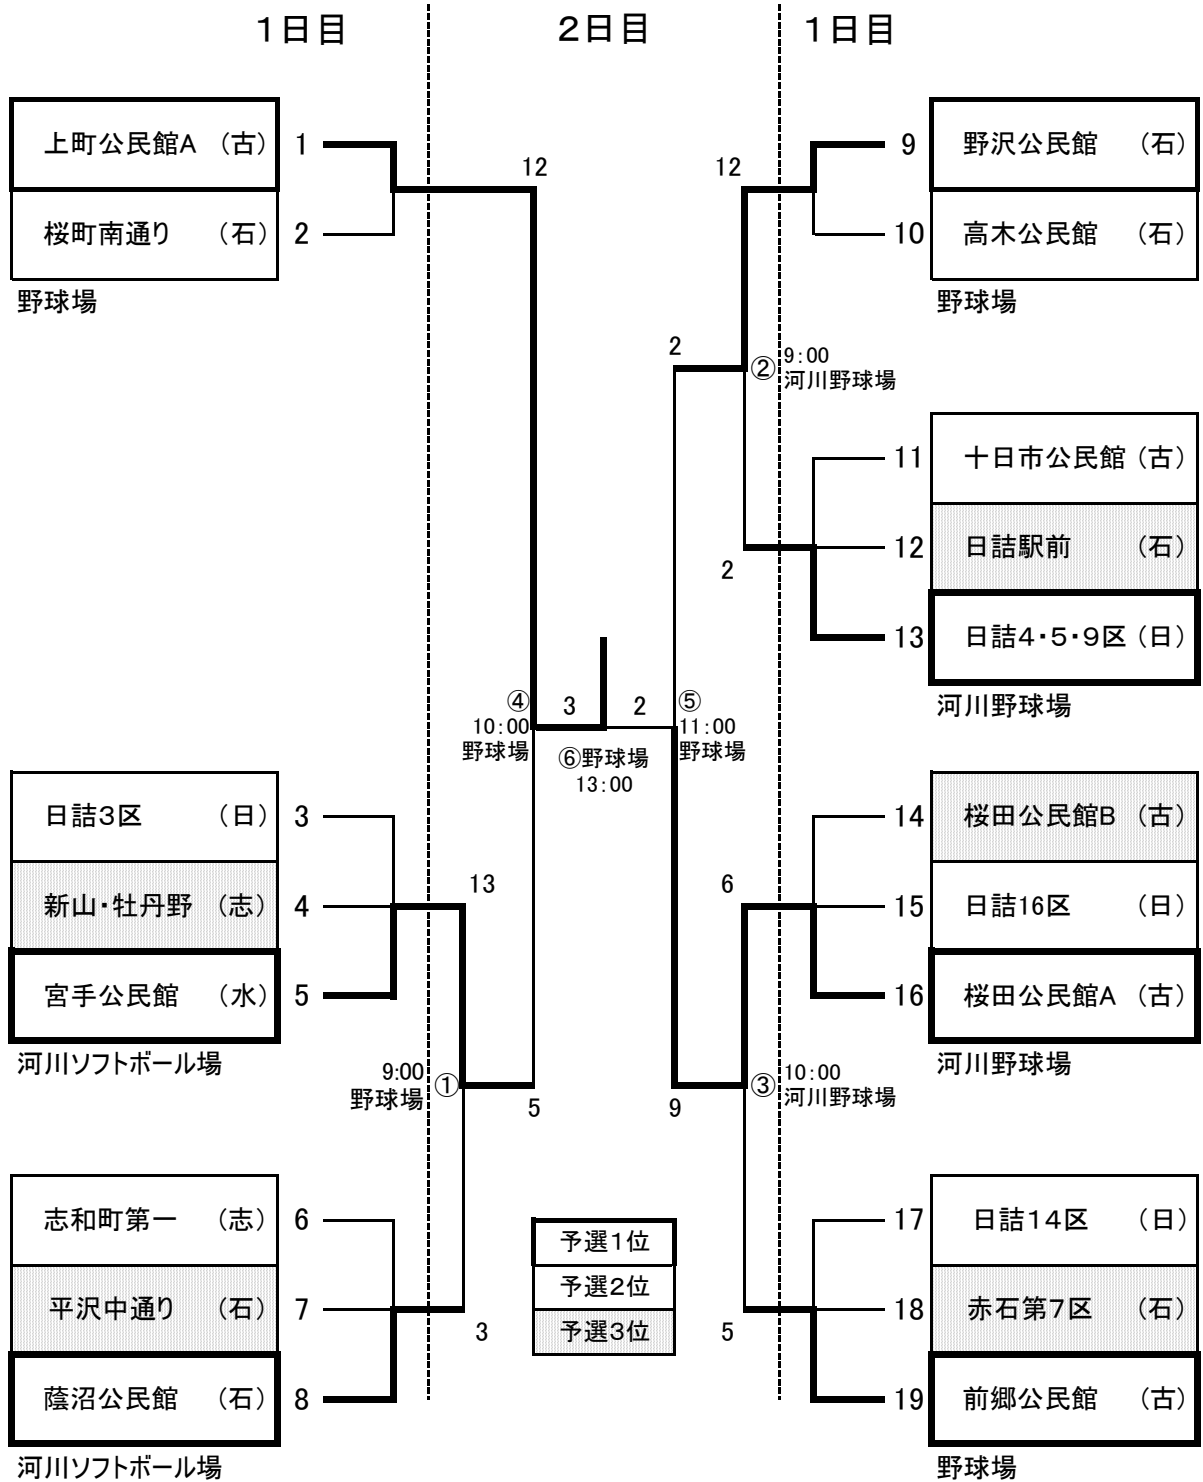 1日目
2日目
1日目
上町公民館A (古) 1
桜町南通り (石) 2
野球場
12
12
9 野沢公民館 (石)
10 高木公民館 (石)
野球場
2
② 9:00
河川野球場
11 十日市公民館 (古)
12 日詰駅前 (石)
13 日詰4・5・9区 (日)
河川野球場
2
④
10:00
野球場
3
2
⑤
11:00
野球場
⑥野球場
13:00
日詰3区 (日) 3
新山・牡丹野 (志) 4
宮手公民館 (水) 5
河川ソフトボール場
13
6
14 桜田公民館B (古)
15 日詰16区 (日)
16 桜田公民館A (古)
河川野球場
9:00
野球場
①
5
9
③ 10:00
河川野球場
志和町第一 (志) 6
平沢中通り (石) 7
蔭沼公民館 (石) 8
河川ソフトボール場
3
予選1位
予選2位
予選3位
5
17 日詰14区 (日)
18 赤石第7区 (石)
19 前郷公民館 (古)
野球場